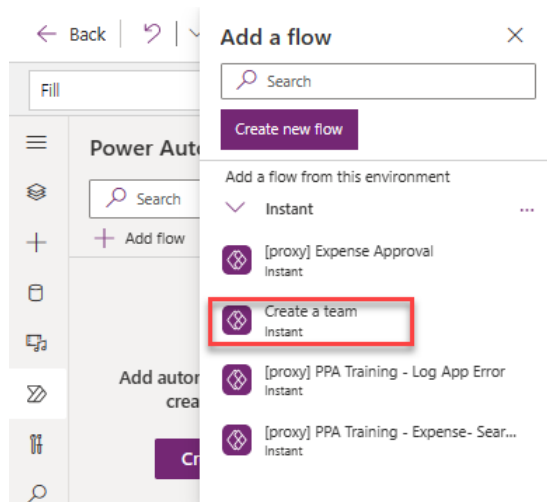 Back
Fill
Power Aut
Search
Add flow
Add autor
crea
Cr
Add a flow
Search
Create new flow
Add a flow from this environment
Instant
[proxy] Expense Approval
Instant
Create a team
Instant
[proxy] PPA Training - Log App Error
Instant
[proxy] PPA Training - Expense- Sear...
Instant